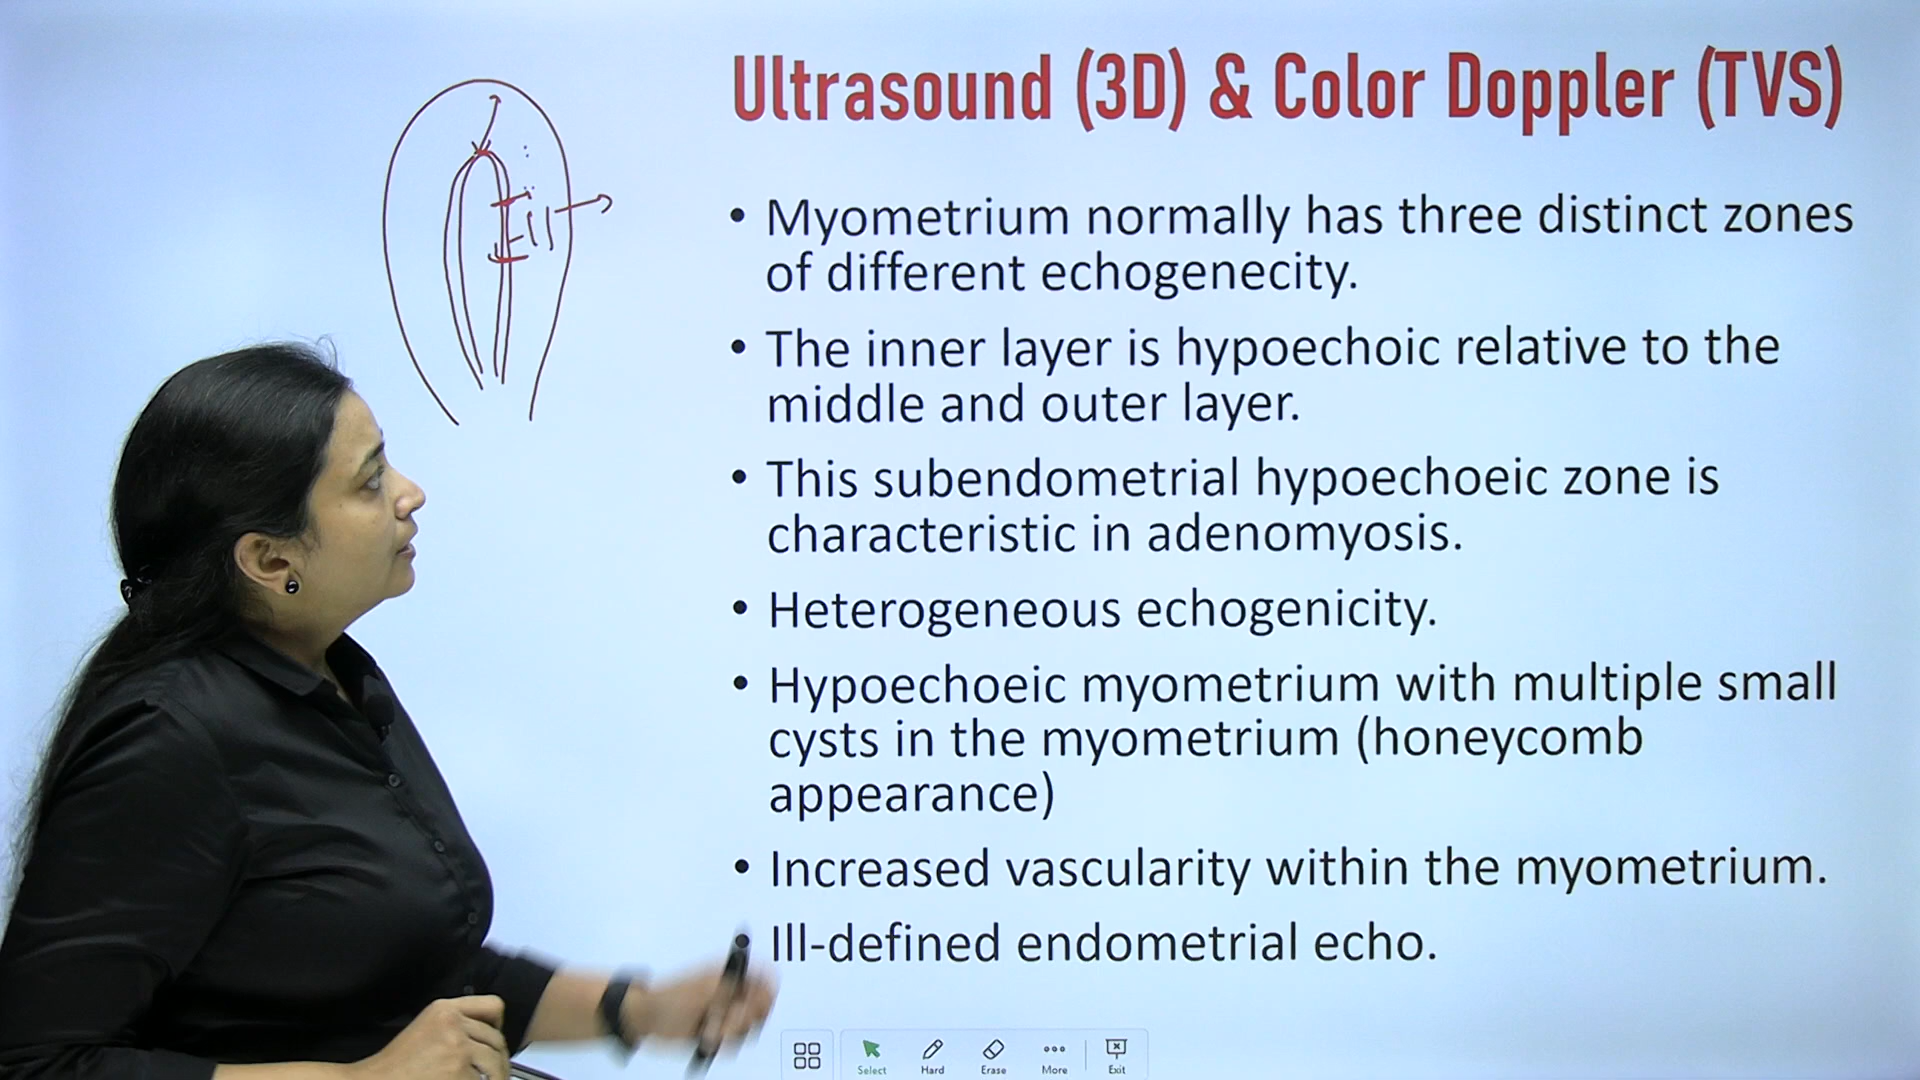 Ultrasound (3D) & Color Doppler (TVS)
• Myometrium normally has three distinct zones
of different echogenecity.
• The inner layer is hypoechoic relative to the
middle and outer layer.
• This subendometrial hypoechoeic zone is
characteristic in adenomyosis.
• Heterogeneous echogenicity.
• Hypoechoeic myometrium with multiple small
cysts in the myometrium (honeycomb
appearance)
• Increased vascularity within the myometrium.
• Ill-defined endometrial echo.
Select Hard Erase More Exit